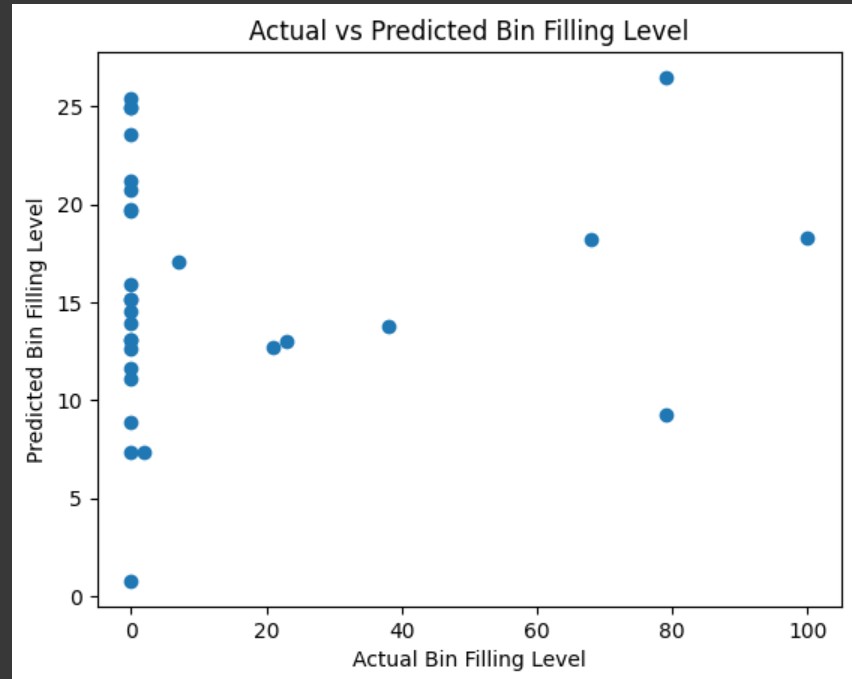 Actual vs Predicted Bin Filling Level
25
20
15
10
5
0
Predicted Bin Filling Level
0 20 40 60 80 100
Actual Bin Filling Level